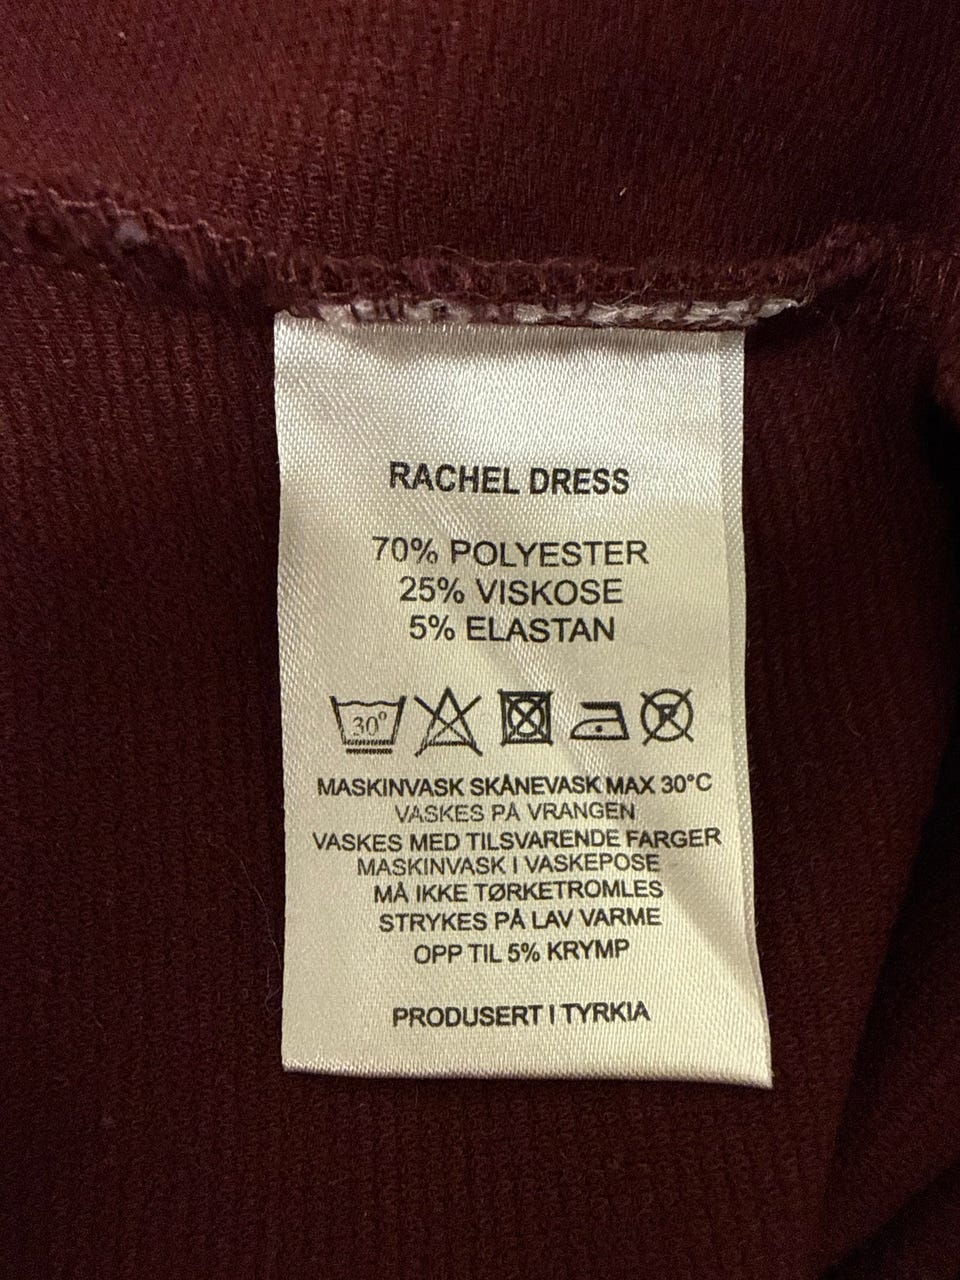 RACHEL DRESS
70% POLYESTER
25% VISKOSE
5% ELASTAN
30° P
MASKINVASK SKÅNEVASK MAX 30°C
VASKES PÅ VRANGEN
VASKES MED TILSVARENDE FARGER
MASKINVASK I VASKEPOSE
MÅ IKKE TØRKETROMLES
STRYKES PÅ LAV VARME
OPP TIL 5% KRYMP
PRODUSERT I TYRKIA